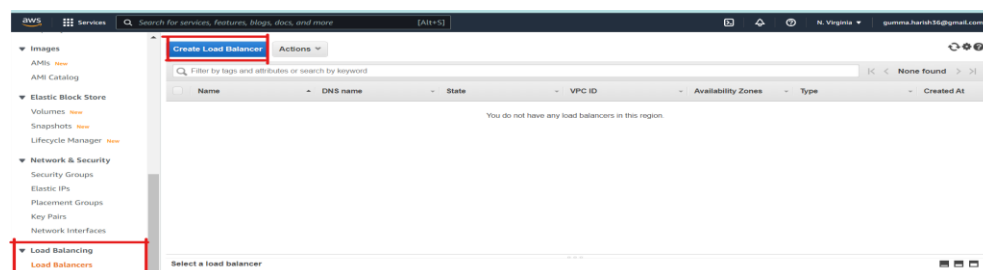 aws Services Search for services, features, blogs, docs, and more [Alt+S] N. Virginia gumma.harish36@gmail.com
Images
AMIs New
AMI Catalog
Elastic Block Store
Volumes New
Snapshots New
Lifecycle Manager New
Network & Security
Security Groups
Elastic IPs
Placement Groups
Key Pairs
Network Interfaces
Load Balancing
Load Balancers
Create Load Balancer Actions
Filter by tags and attributes or search by keyword None found
Name DNS name State VPC ID Availability Zones Type Created At
You do not have any load balancers in this region.
Select a load balancer